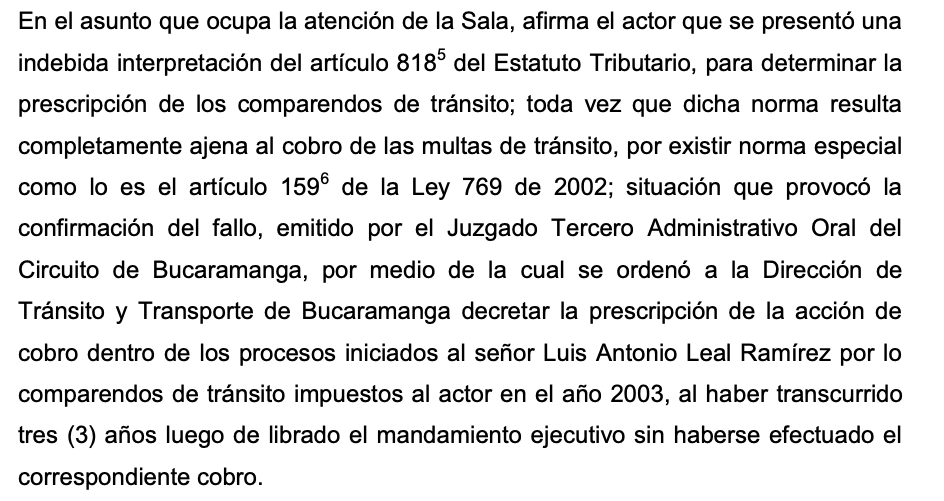 En el asunto que ocupa la atención de la Sala, afirma el actor que se presentó una
indebida interpretación del artículo 818⁵ del Estatuto Tributario, para determinar la
prescripción de los comparendos de tránsito; toda vez que dicha norma resulta
completamente ajena al cobro de las multas de tránsito, por existir norma especial
como lo es el artículo 159⁶ de la Ley 769 de 2002; situación que provocó la
confirmación del fallo, emitido por el Juzgado Tercero Administrativo Oral del
Circuito de Bucaramanga, por medio de la cual se ordenó a la Dirección de
Tránsito y Transporte de Bucaramanga decretar la prescripción de la acción de
cobro dentro de los procesos iniciados al señor Luis Antonio Leal Ramírez por lo
comparendos de tránsito impuestos al actor en el año 2003, al haber transcurrido
tres (3) años luego de librado el mandamiento ejecutivo sin haberse efectuado el
correspondiente cobro.